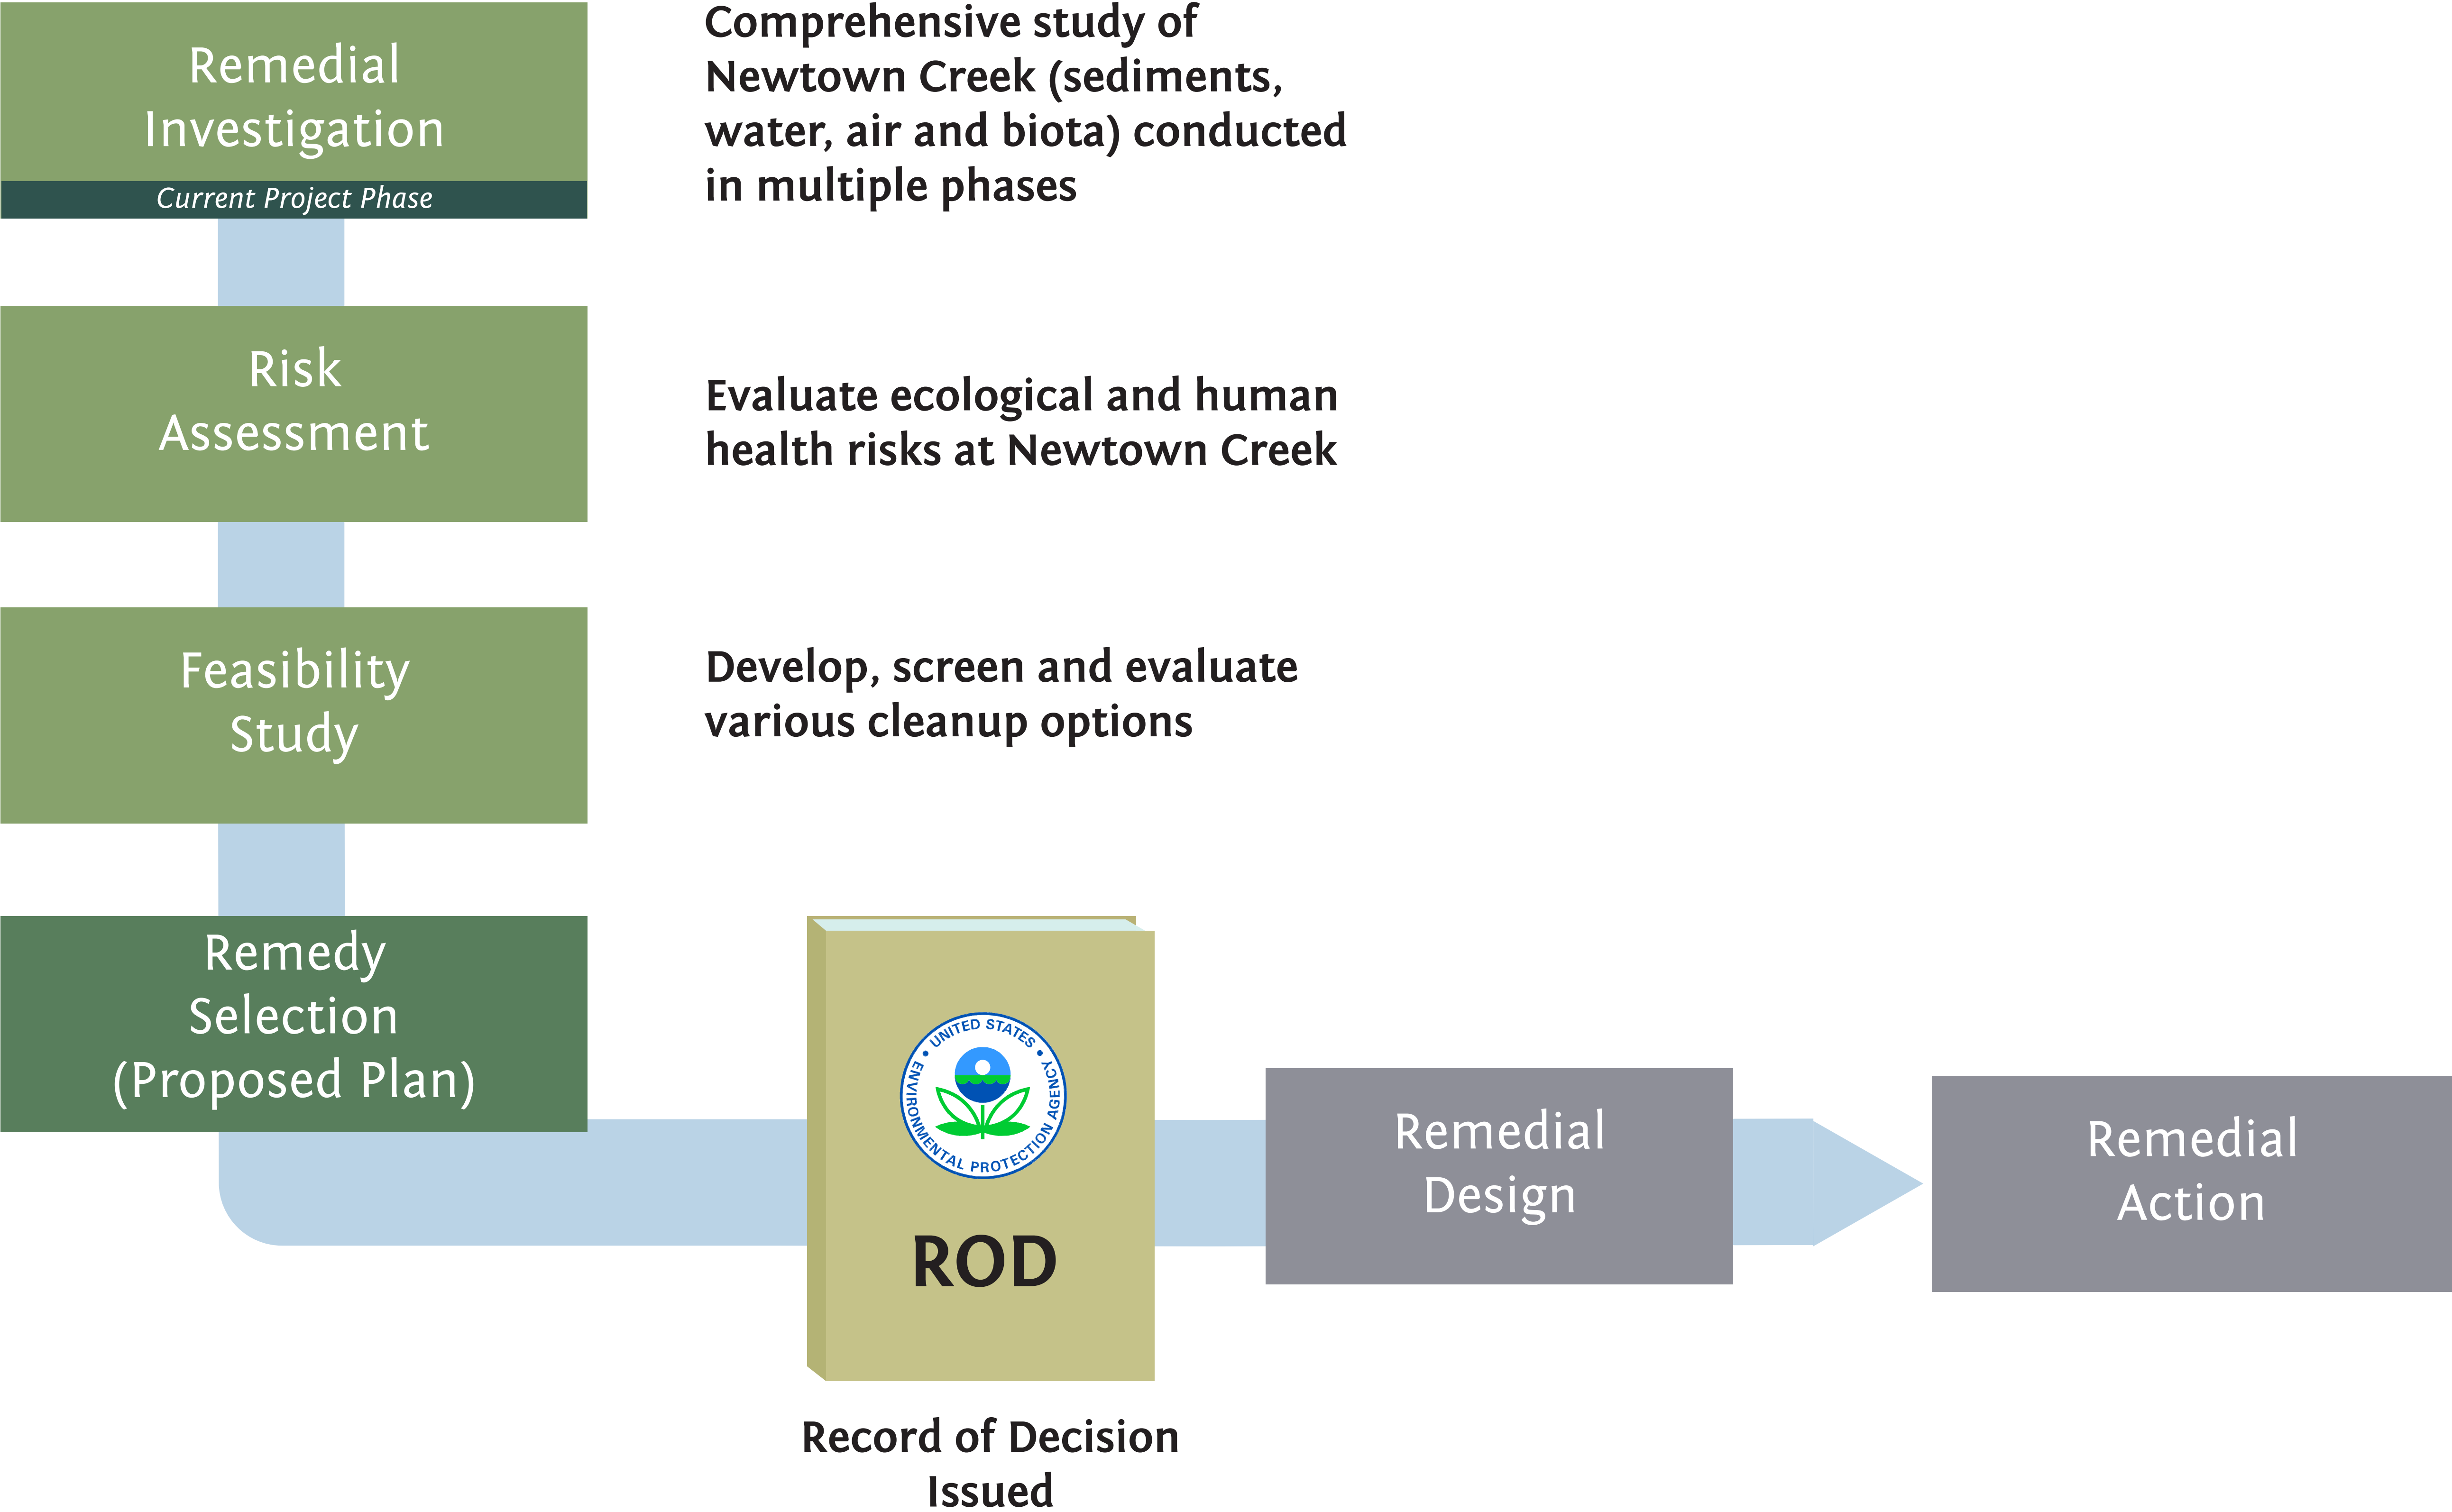 Remedial
Investigation
Current Project Phase
Comprehensive study of
Newtown Creek (sediments,
water, air and biota) conducted
in multiple phases
Risk
Assessment
Evaluate ecological and human
health risks at Newtown Creek
Feasibility
Study
Develop, screen and evaluate
various cleanup options
Remedy
Selection
(Proposed Plan)
• UNITED STATES •
ENVIRONMENTAL PROTECTION AGENCY
ROD
Record of Decision
Issued
Remedial
Design
Remedial
Action